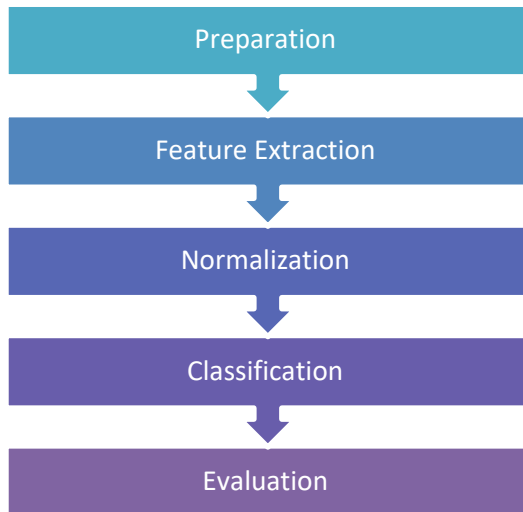 Preparation
Feature Extraction
Normalization
Classification
Evaluation